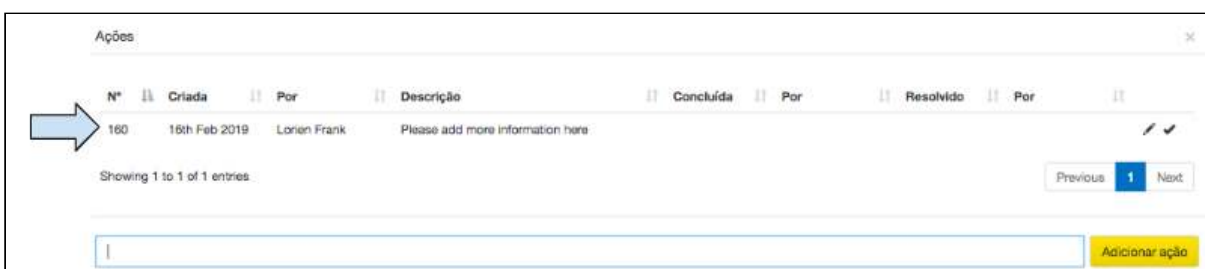 Ações ×
Nº Criada Por Descrição Concluída Por Resolvido Por
160 16th Feb 2019 Lorien Frank Please add more information here
Showing 1 to 1 of 1 entries
Previous 1 Next
Adicionar ação